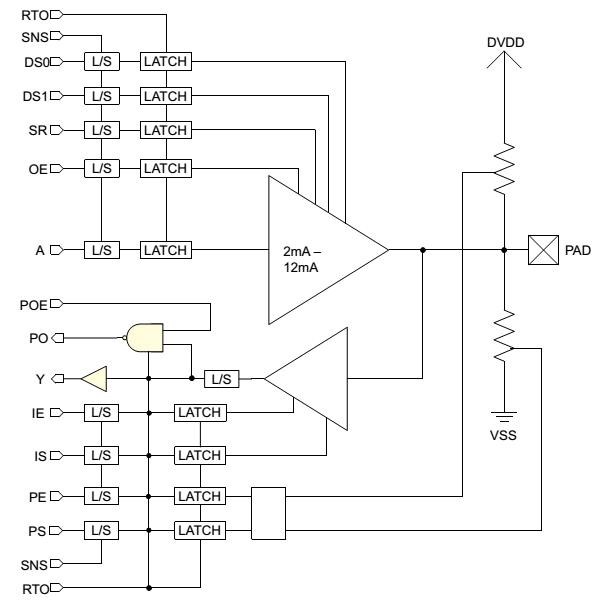 RTO
SNS
DS0 L/S LATCH
DVDD
DS1 L/S LATCH
SR L/S LATCH
OE L/S LATCH
A L/S LATCH
2mA –
12mA
PAD
POE
PO
Y L/S
IE L/S LATCH
VSS
IS L/S LATCH
PE L/S LATCH
PS L/S LATCH
SNS
RTO